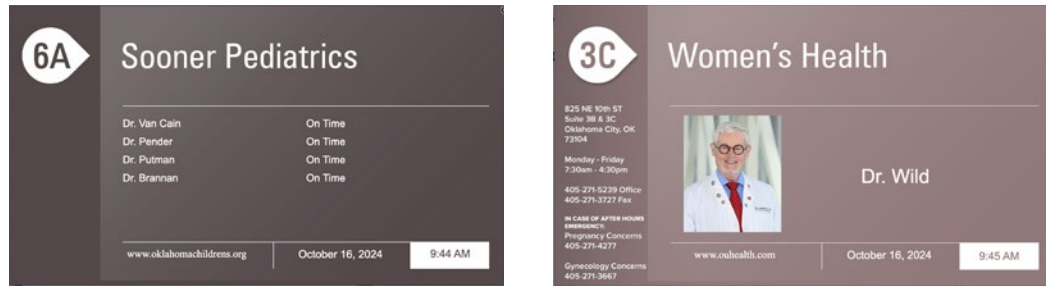 6A
Sooner Pediatrics
Dr. Van Cain On Time
Dr. Pender On Time
Dr. Putman On Time
Dr. Brannan On Time
www.oklahomachildrens.org October 16, 2024 9:44 AM
3C
Women's Health
825 NE 10th ST
Suite 3B & 3C
Oklahoma City, OK
73104
Monday - Friday
7:30am - 4:30pm
405-271-5239 Office
405-271-3727 Fax
IN CASE OF AFTER HOURS
EMERGENCY:
Pregnancy Concerns
405-271-4277
Gynecology Concerns
405-271-3667
Dr. Wild
www.ouhealth.com October 16, 2024 9:45 AM